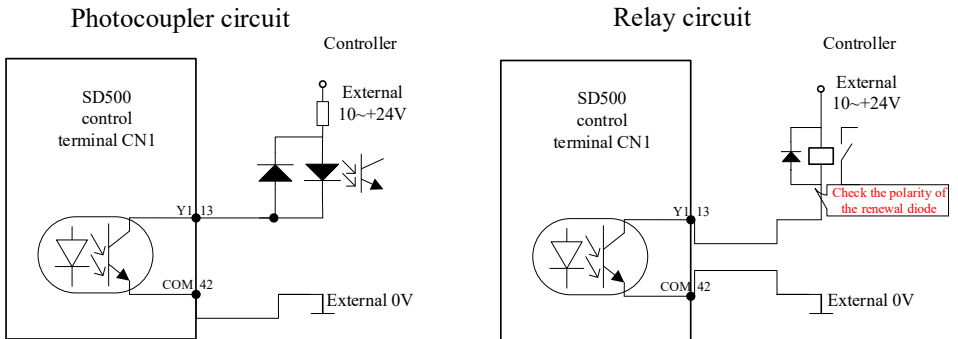 Photocoupler circuit
Controller
SD500
control
terminal CN1
External
10~+24V
Y1 13
COM 42
External 0V
Relay circuit
Controller
SD500
control
terminal CN1
External
10~+24V
Check the polarity of
the renewal diode
Y1 13
COM 42
External 0V